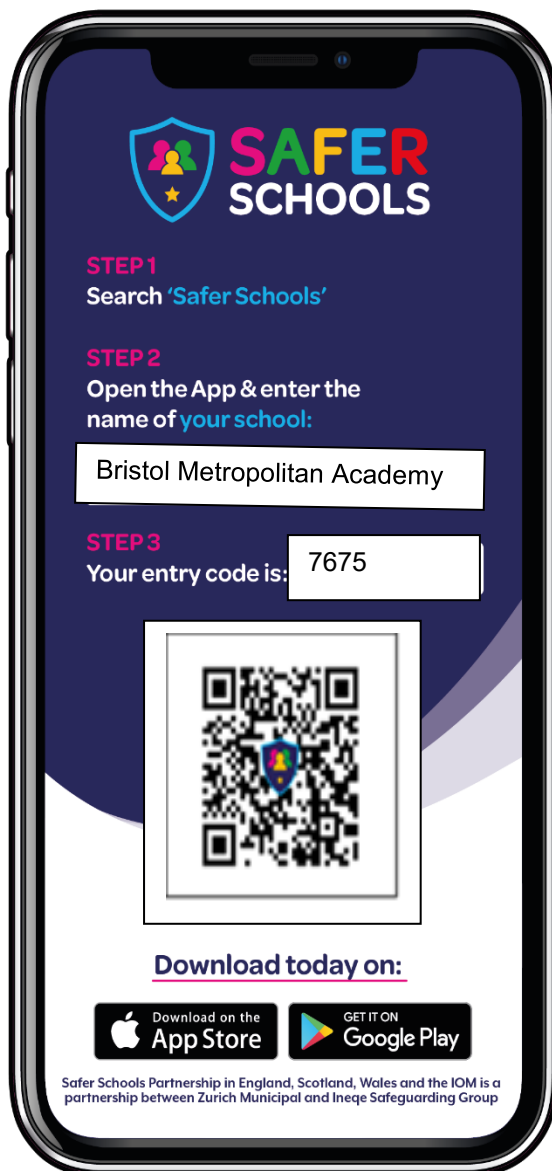 SAFER
SCHOOLS
STEP 1
Search ‘Safer Schools’
STEP 2
Open the App & enter the
name of your school:
Bristol Metropolitan Academy
STEP 3
Your entry code is:
7675
Download today on:
Download on the
App Store
GET IT ON
Google Play
Safer Schools Partnership in England, Scotland, Wales and the IOM is a
partnership between Zurich Municipal and Ineqe Safeguarding Group